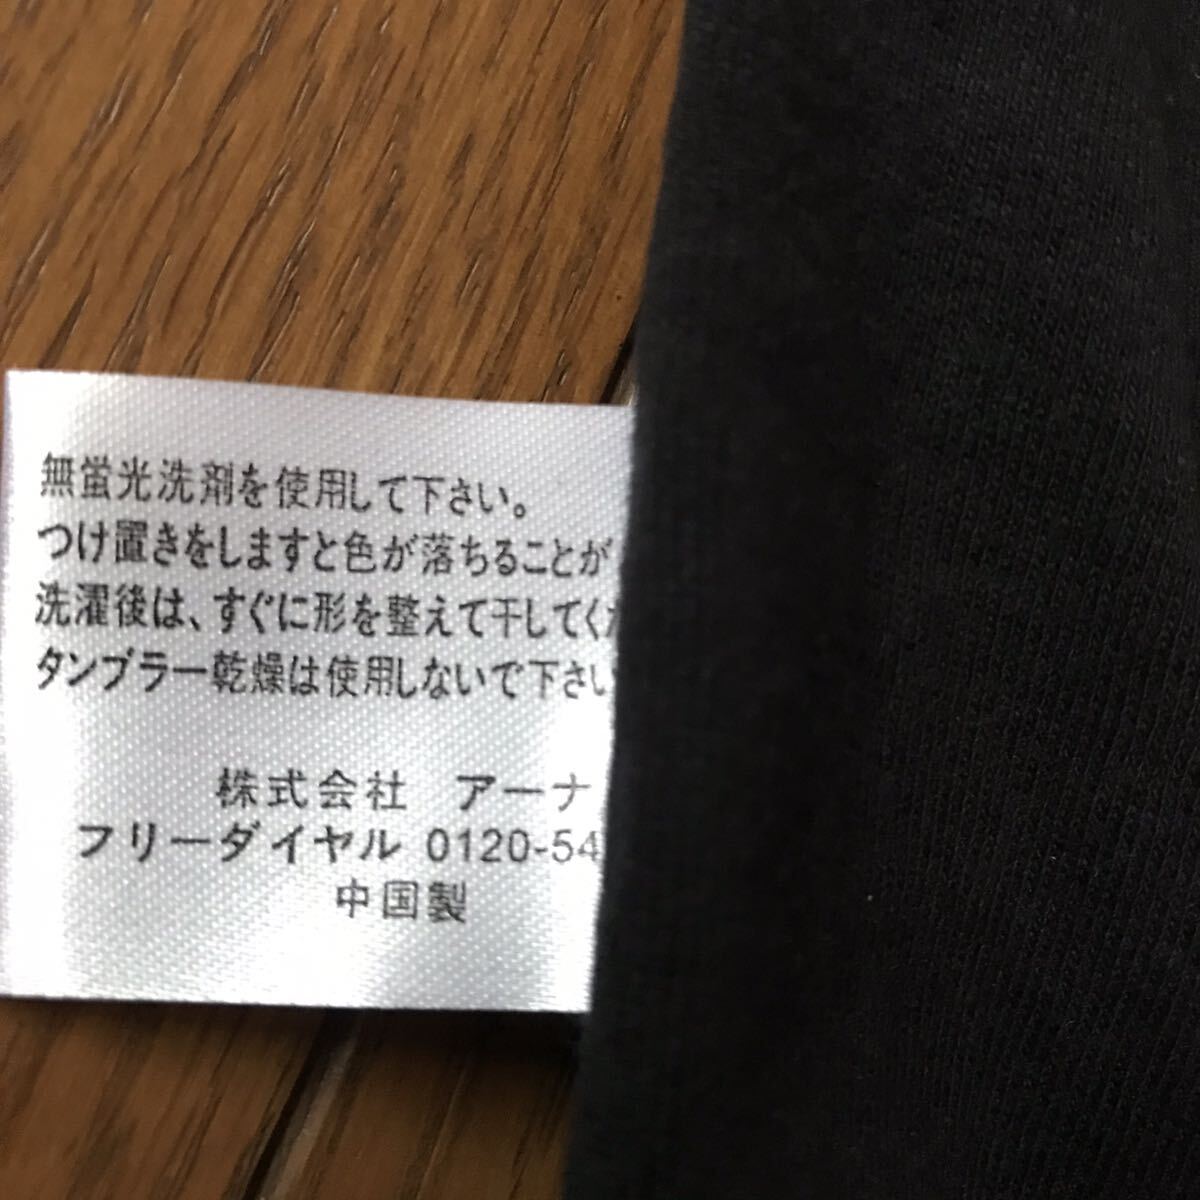 無蛍光洗剤を使用して下さい。
つけ置きをしますと色が落ちることが
洗濯後は、すぐに形を整えて干してく
タンブラー乾燥は使用しないで下さい
株式会社 アーナ
フリーダイヤル 0120-54
中国製